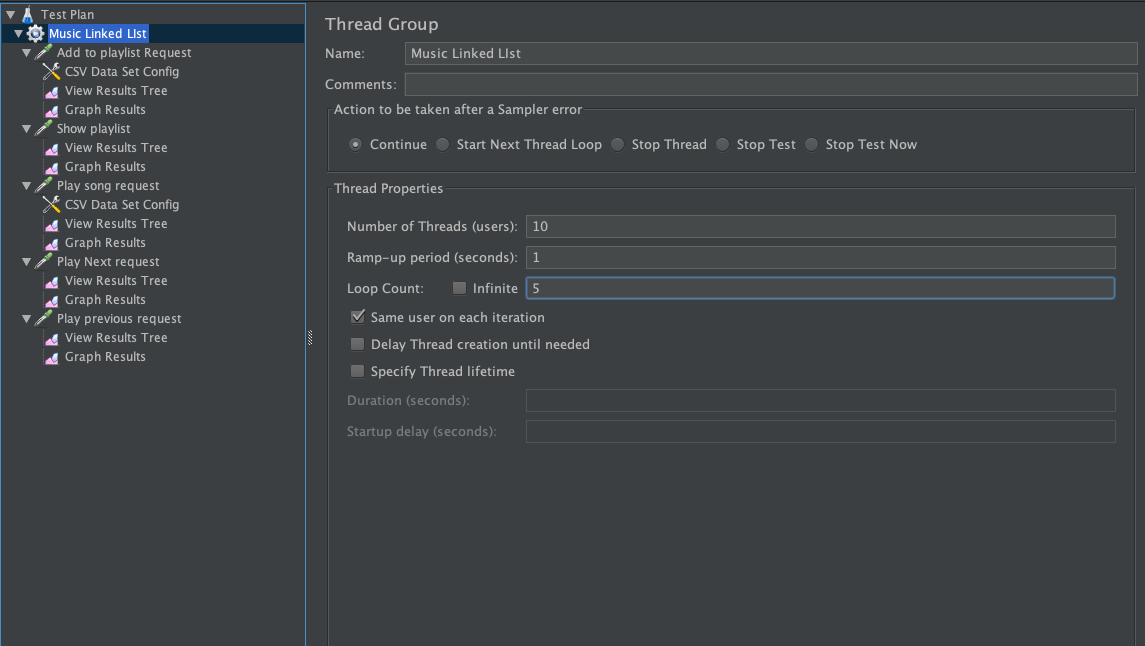 Test Plan
Music Linked LIst
Add to playlist Request
CSV Data Set Config
View Results Tree
Graph Results
Show playlist
View Results Tree
Graph Results
Play song request
CSV Data Set Config
View Results Tree
Graph Results
Play Next request
View Results Tree
Graph Results
Play previous request
View Results Tree
Graph Results
Thread Group
Name: Music Linked LIst
Comments:
Action to be taken after a Sampler error
Continue Start Next Thread Loop Stop Thread Stop Test Stop Test Now
Thread Properties
Number of Threads (users): 10
Ramp-up period (seconds): 1
Loop Count: Infinite 5
Same user on each iteration
Delay Thread creation until needed
Specify Thread lifetime
Duration (seconds):
Startup delay (seconds):